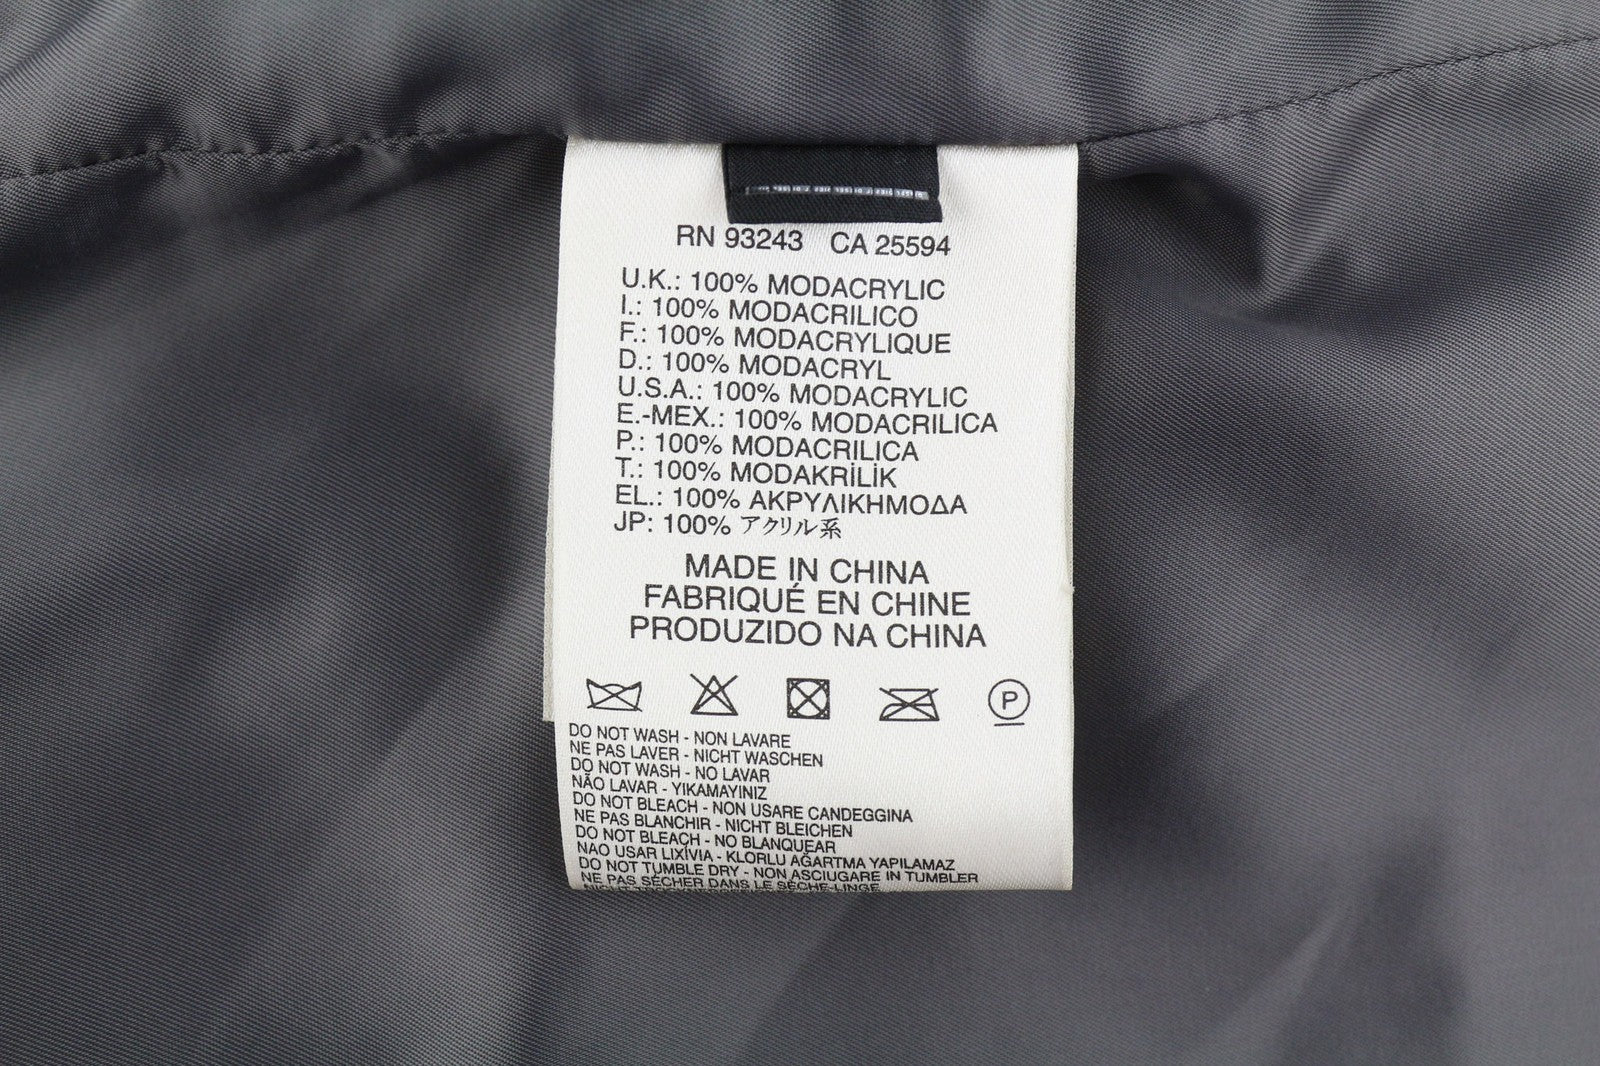 RN 93243 CA 25594
U.K.: 100% MODACRYLIC
I.: 100% MODACRILICO
F.: 100% MODACRYLIQUE
D.: 100% MODACRYL
U.S.A.: 100% MODACRYLIC
E.-MEX.: 100% MODACRILICA
P.: 100% MODACRILICA
T.: 100% MODAKRİLİK
EL.: 100% ΑΚΡΥΛΙΚΗΜΟΔΑ
JP: 100% アクリル系
MADE IN CHINA
FABRIQUÉ EN CHINE
PRODUZIDO NA CHINA
P
DO NOT WASH - NON LAVARE
NE PAS LAVER - NICHT WASCHEN
DO NOT WASH - NO LAVAR
NÃO LAVAR - YIKAMAYINIZ
DO NOT BLEACH - NON USARE CANDEGGINA
NE PAS BLANCHIR - NICHT BLEICHEN
DO NOT BLEACH - NO BLANQUEAR
NAO USAR LIXÍVIA - KLORLU AĞARTMA YAPILAMAZ
DO NOT TUMBLE DRY - NON ASCIUGARE IN TUMBLER
NE PAS SÉCHER DANS LE SÈCHE-LINGE